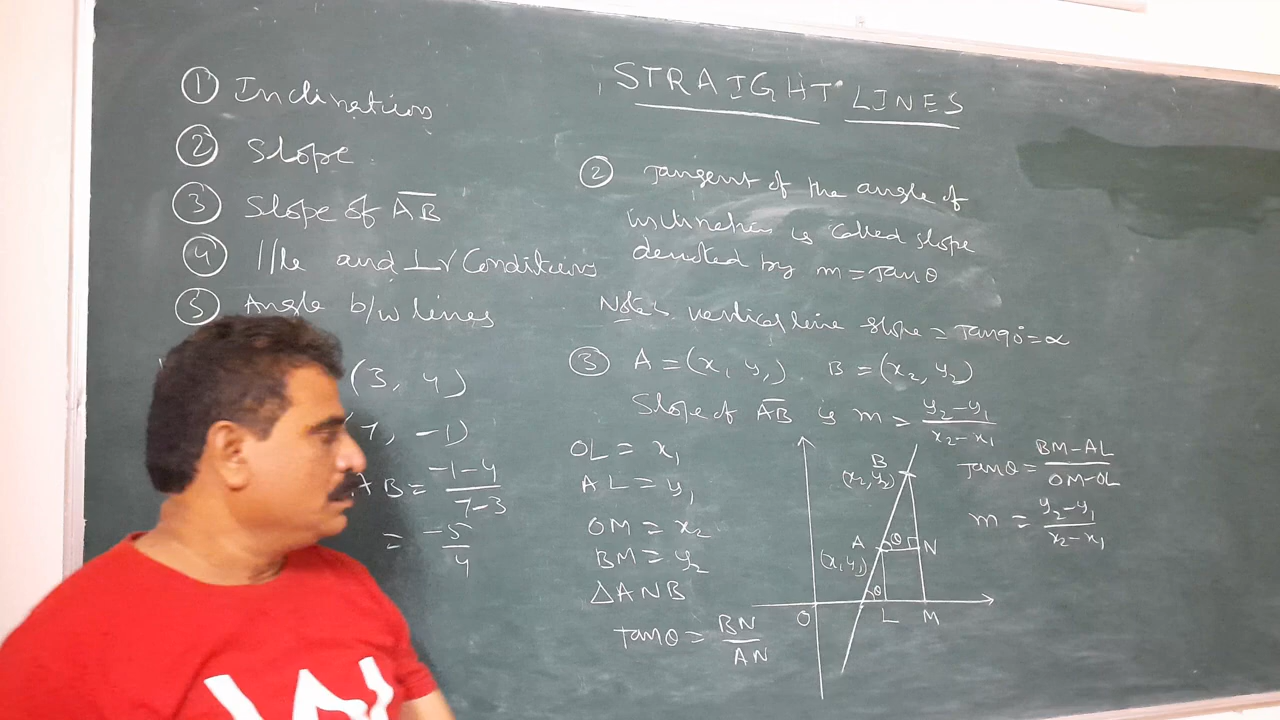 STRAIGHT LINES
① Inclination
② Slope
③ Slope of A̅B̅
④ //le and ⊥r Conditions
⑤ Angle b/w lines
(3, 4)
7, -1)
AB = (-1-4)/(7-3)
= -5/4
② Tangent of the angle of
inclination is called slope
denoted by m = Tanθ
Note: vertical line slope = Tan90° = ∝
③ A = (x₁ y₁) B = (x₂, y₂)
Slope of A̅B̅ is m = (y₂-y₁)/(x₂-x₁)
OL = x₁
AL = y₁
OM = x₂
BM = y₂
ΔANB
Tanθ = BN/AN
B
(x₂, y₂)
A
θ
N
(x₁, y₁)
θ
O
L
M
Tanθ = (BM-AL)/(OM-OL)
m = (y₂-y₁)/(x₂-x₁)